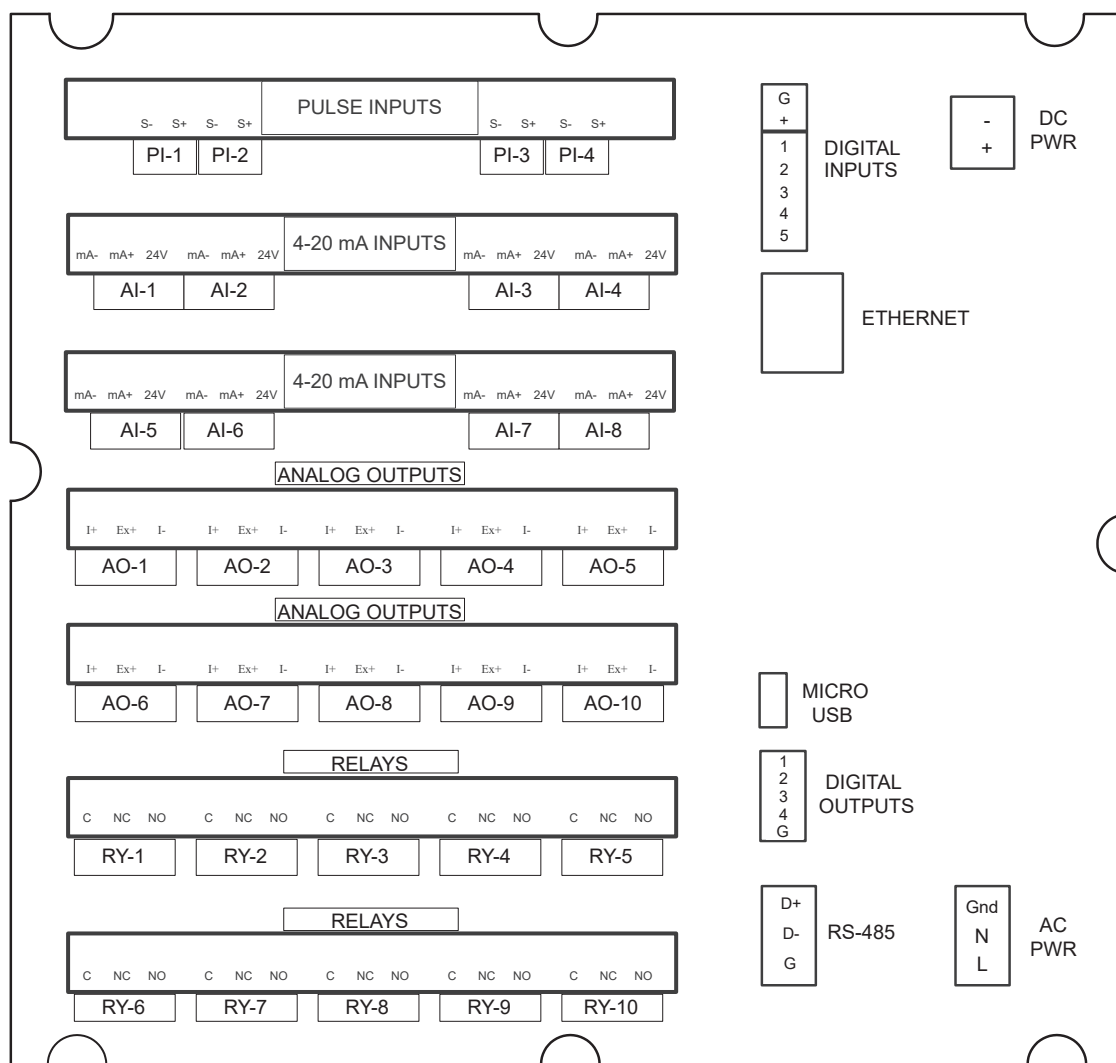 PULSE INPUTS
S- S+ S- S+ S- S+ S- S+
PI-1 PI-2 PI-3 PI-4
4-20 mA INPUTS
mA- mA+ 24V mA- mA+ 24V mA- mA+ 24V mA- mA+ 24V
AI-1 AI-2 AI-3 AI-4
4-20 mA INPUTS
mA- mA+ 24V mA- mA+ 24V mA- mA+ 24V mA- mA+ 24V
AI-5 AI-6 AI-7 AI-8
ANALOG OUTPUTS
I+ Ex+ I- I+ Ex+ I- I+ Ex+ I- I+ Ex+ I- I+ Ex+ I-
AO-1 AO-2 AO-3 AO-4 AO-5
ANALOG OUTPUTS
I+ Ex+ I- I+ Ex+ I- I+ Ex+ I- I+ Ex+ I- I+ Ex+ I-
AO-6 AO-7 AO-8 AO-9 AO-10
RELAYS
C NC NO C NC NO C NC NO C NC NO C NC NO
RY-1 RY-2 RY-3 RY-4 RY-5
RELAYS
C NC NO C NC NO C NC NO C NC NO C NC NO
RY-6 RY-7 RY-8 RY-9 RY-10
G
+
1
2
3
4
5
DIGITAL
INPUTS
-
+
DC
PWR
ETHERNET
MICRO
USB
1
2
3
4
G
DIGITAL
OUTPUTS
D+
D-
G
RS-485
Gnd
N
L
AC
PWR